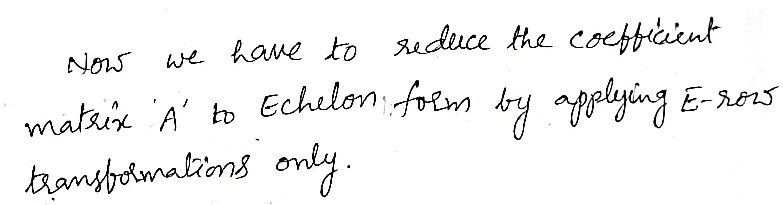 Now we have to reduce the coefficient
matrix 'A' to Echelon form by applying E-row
transformations only.